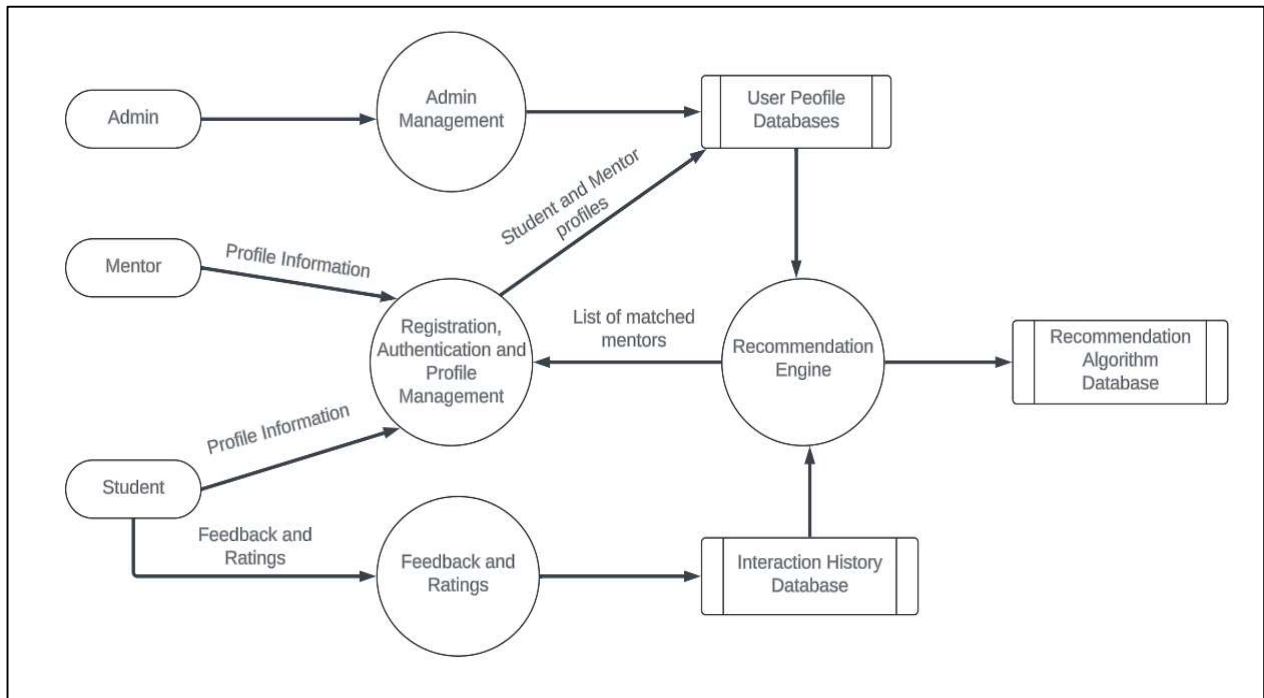 Admin
Admin
Management
User Peofile
Databases
Student and Mentor
profiles
Mentor
Profile Information
Registration,
Authentication and
Profile
Management
List of matched
mentors
Recommendation
Engine
Recommendation
Algorithm
Database
Profile Information
Student
Feedback and
Ratings
Feedback and
Ratings
Interaction History
Database